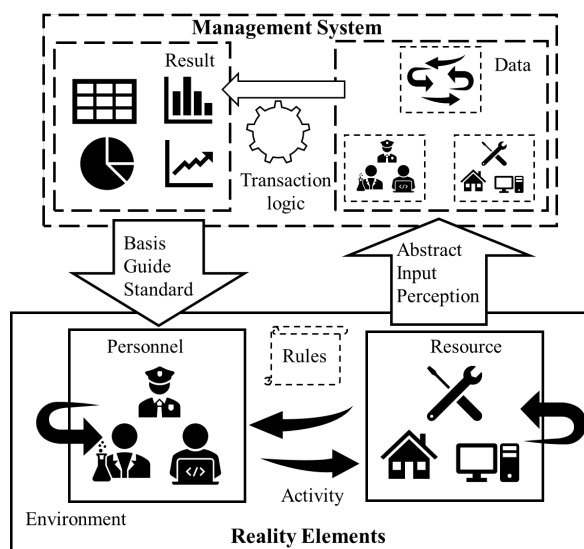 Management System
Result
Data
Transaction
logic
Basis
Guide
Standard
Abstract
Input
Perception
Personnel
Rules
Resource
</>
Activity
Environment
Reality Elements